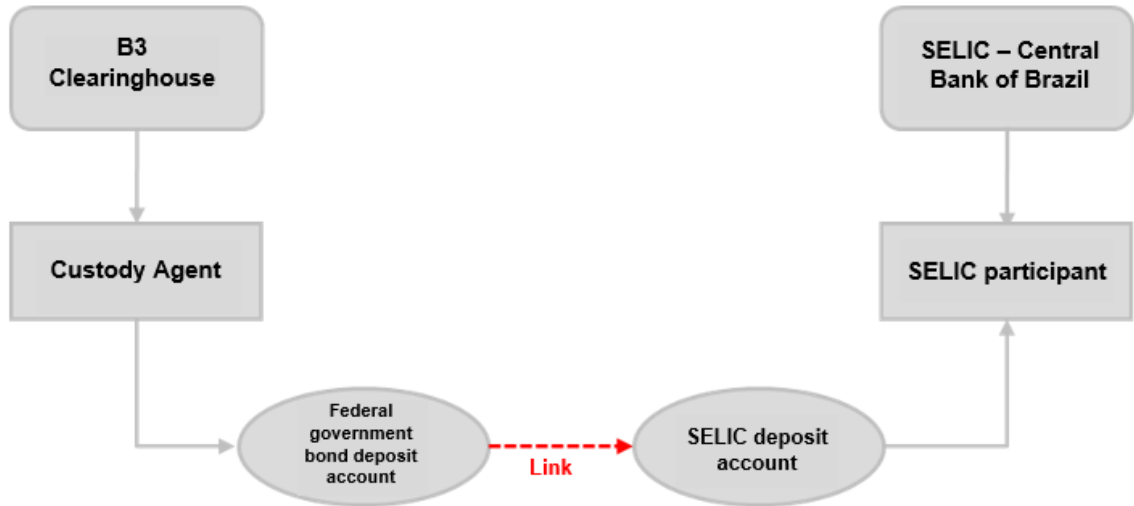 B3
Clearinghouse
SELIC – Central
Bank of Brazil
Custody Agent
SELIC participant
Federal
government
bond deposit
account
Link
SELIC deposit
account